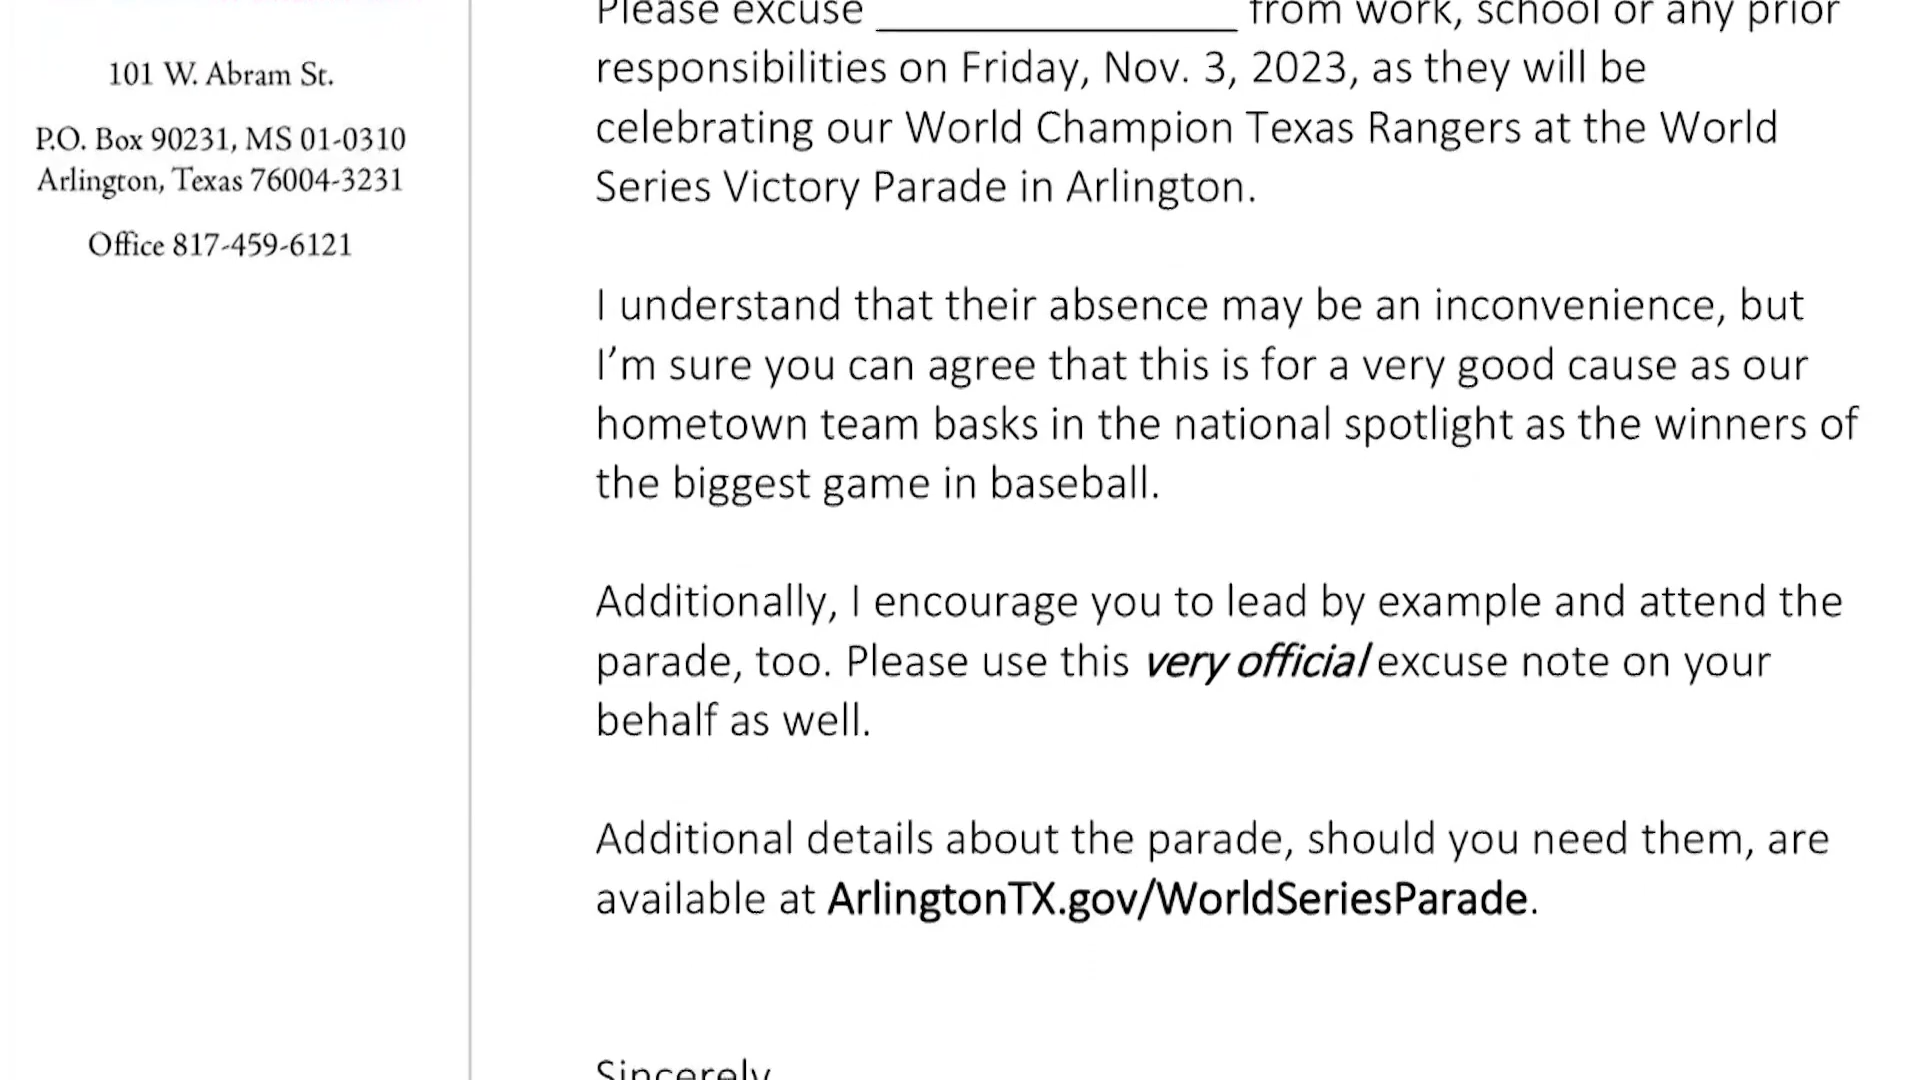 101 W. Abram St.
P.O. Box 90231, MS 01-0310
Arlington, Texas 76004-3231
Office 817-459-6121
Please excuse __________________ from work, school or any prior
responsibilities on Friday, Nov. 3, 2023, as they will be
celebrating our World Champion Texas Rangers at the World
Series Victory Parade in Arlington.
I understand that their absence may be an inconvenience, but
I’m sure you can agree that this is for a very good cause as our
hometown team basks in the national spotlight as the winners of
the biggest game in baseball.
Additionally, I encourage you to lead by example and attend the
parade, too. Please use this very official excuse note on your
behalf as well.
Additional details about the parade, should you need them, are
available at ArlingtonTX.gov/WorldSeriesParade.
Sincerely